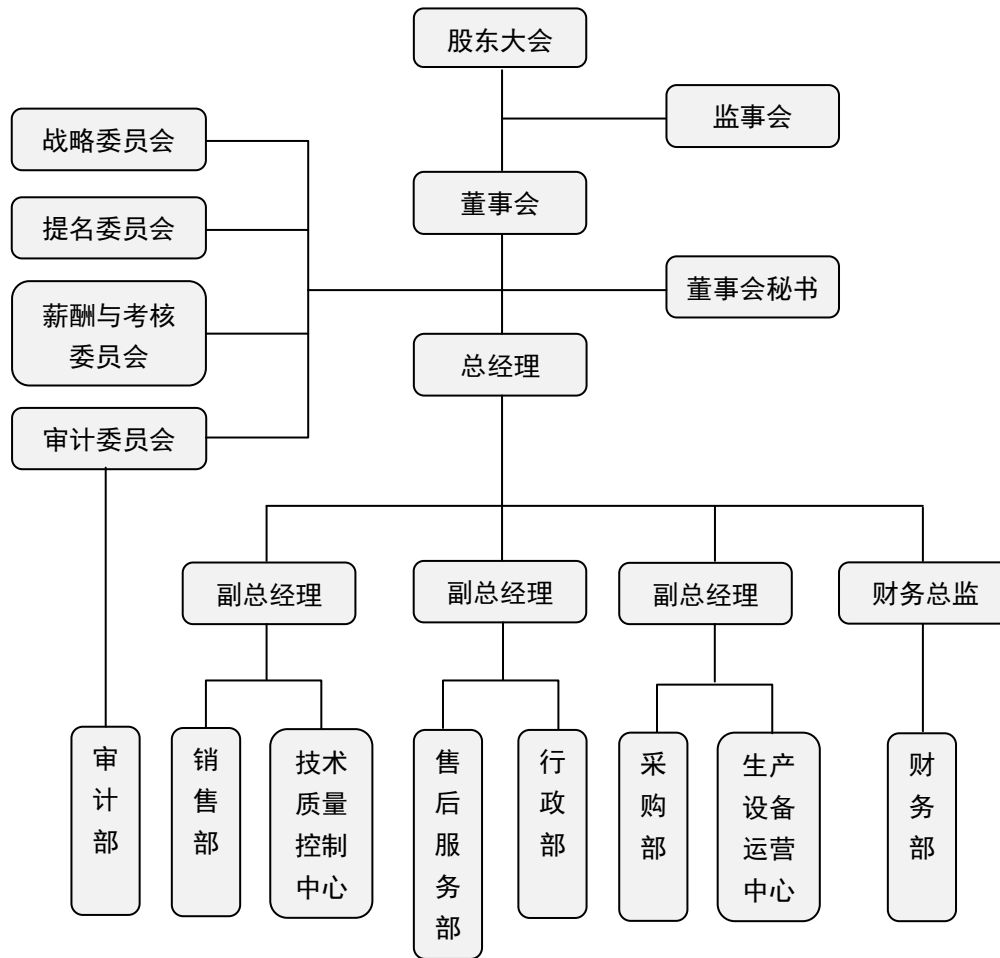 股东大会
监事会
战略委员会
董事会
提名委员会
董事会秘书
薪酬与考核
委员会
总经理
审计委员会
副总经理
副总经理
副总经理
财务总监
审计部
销售部
技术
质量
控制
中心
售后服务部
行政部
采购部
生产
设备
运营
中心
财务部